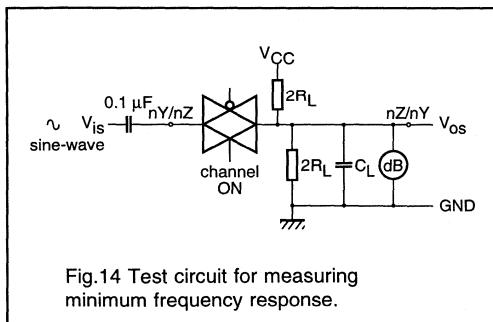 V_CC
0.1 µF
nY/nZ
2R_L
nZ/nY
∿ V_is
V_os
sine-wave
channel
ON
2R_L
C_L
dB
GND
Fig.14 Test circuit for measuring
minimum frequency response.